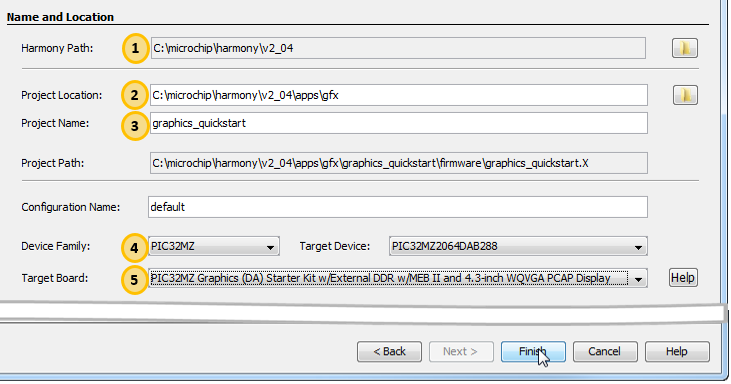 Name and Location
Harmony Path: 1 C:\microchip\harmony\v2_04
Project Location: 2 C:\microchip\harmony\v2_04\apps\gfx
Project Name: 3 graphics_quickstart
Project Path: C:\microchip\harmony\v2_04\apps\gfx\graphics_quickstart\firmware\graphics_quickstart.X
Configuration Name: default
Device Family: 4 PIC32MZ Target Device: PIC32MZ2064DAB288
Target Board: 5 PIC32MZ Graphics (DA) Starter Kit w/External DDR w/MEB II and 4.3-inch WQVGA PCAP Display Help
< Back Next > Finish Cancel Help